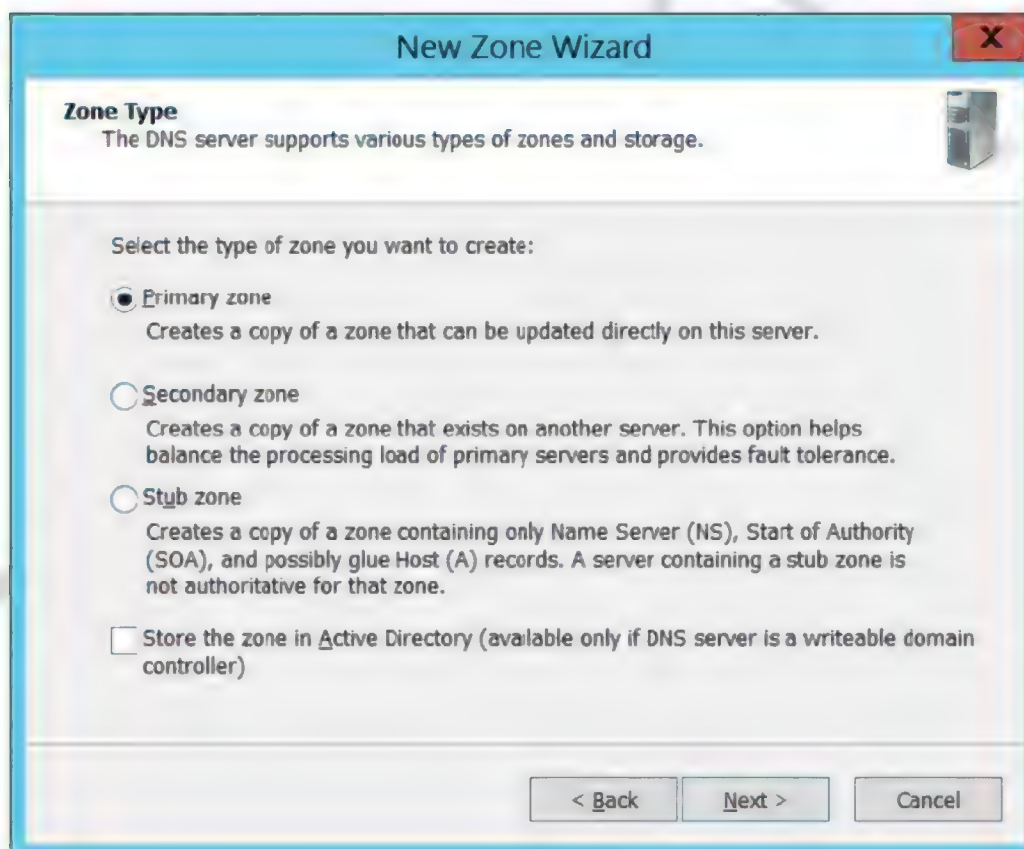 New Zone Wizard
X
Zone Type
The DNS server supports various types of zones and storage.
Select the type of zone you want to create:
Primary zone
Creates a copy of a zone that can be updated directly on this server.
Secondary zone
Creates a copy of a zone that exists on another server. This option helps
balance the processing load of primary servers and provides fault tolerance.
Stub zone
Creates a copy of a zone containing only Name Server (NS), Start of Authority
(SOA), and possibly glue Host (A) records. A server containing a stub zone is
not authoritative for that zone.
Store the zone in Active Directory (available only if DNS server is a writeable domain
controller)
< Back
Next >
Cancel